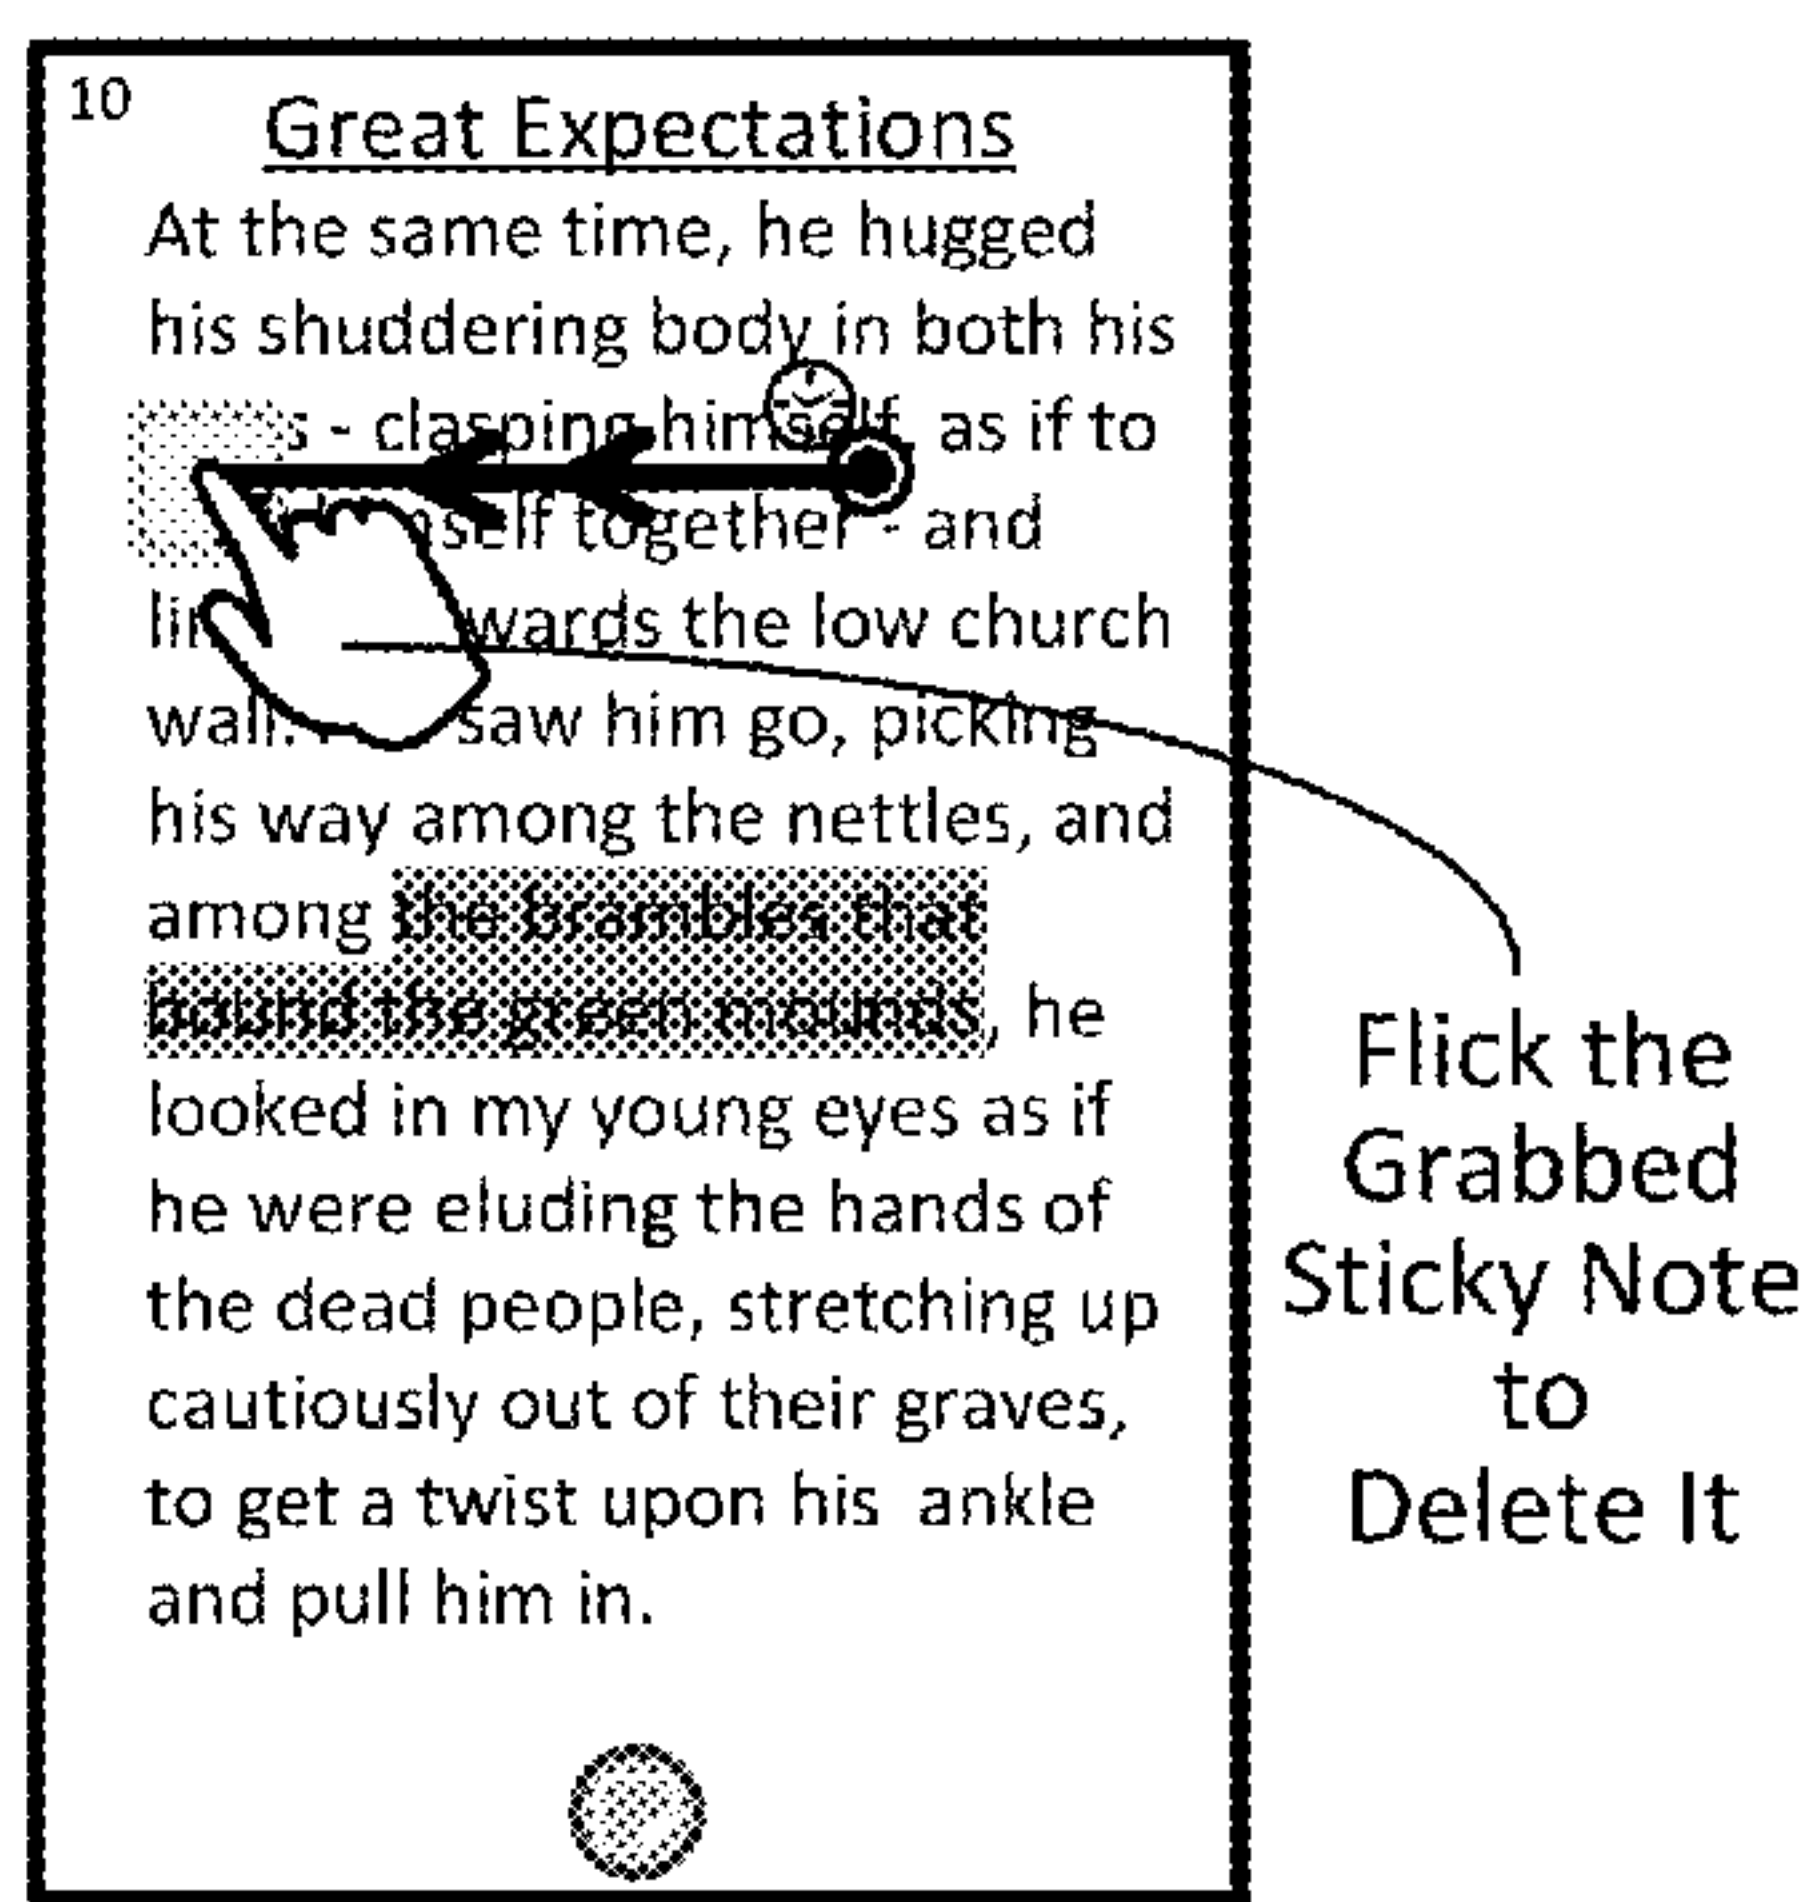 10
Great Expectations
At the same time, he hugged
his shuddering body in both his
s - clasping himself, as if to
self together - and
wards the low church
wall. saw him go, picking
his way among the nettles, and
among the brambles that
bound the green mounds, he
looked in my young eyes as if
he were eluding the hands of
the dead people, stretching up
cautiously out of their graves,
to get a twist upon his ankle
and pull him in.
Flick the
Grabbed
Sticky Note
to
Delete It